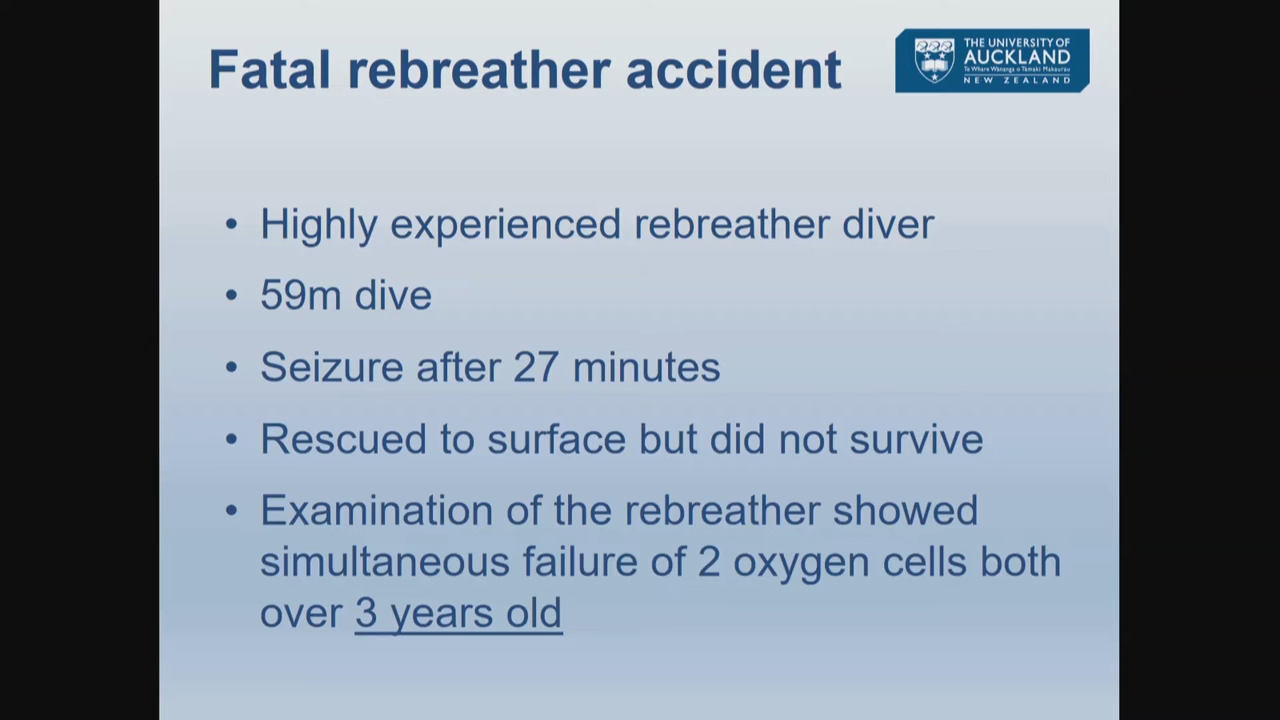 Fatal rebreather accident
THE UNIVERSITY OF
AUCKLAND
Te Whare Wānanga o Tāmaki Makaurau
NEW ZEALAND
• Highly experienced rebreather diver
• 59m dive
• Seizure after 27 minutes
• Rescued to surface but did not survive
• Examination of the rebreather showed
simultaneous failure of 2 oxygen cells both
over 3 years old